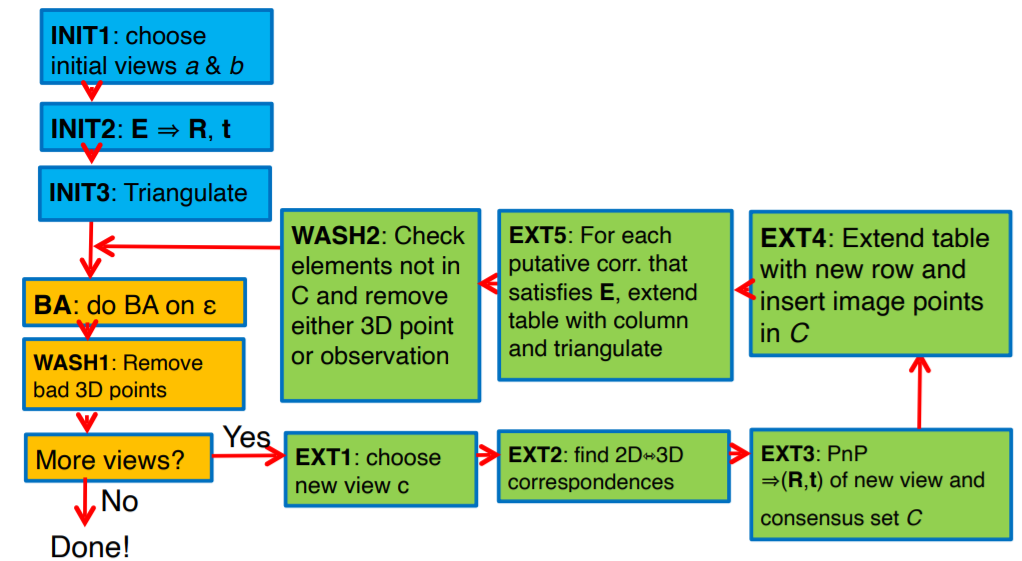 INIT1: choose
initial views a & b
INIT2: E ⇒ R, t
INIT3: Triangulate
BA: do BA on ε
WASH1: Remove
bad 3D points
More views?
Yes
No
Done!
EXT1: choose
new view c
EXT2: find 2D⇔3D
correspondences
EXT3: PnP
⇒(R,t) of new view and
consensus set C
EXT4: Extend table
with new row and
insert image points
in C
EXT5: For each
putative corr. that
satisfies E, extend
table with column
and triangulate
WASH2: Check
elements not in
C and remove
either 3D point
or observation